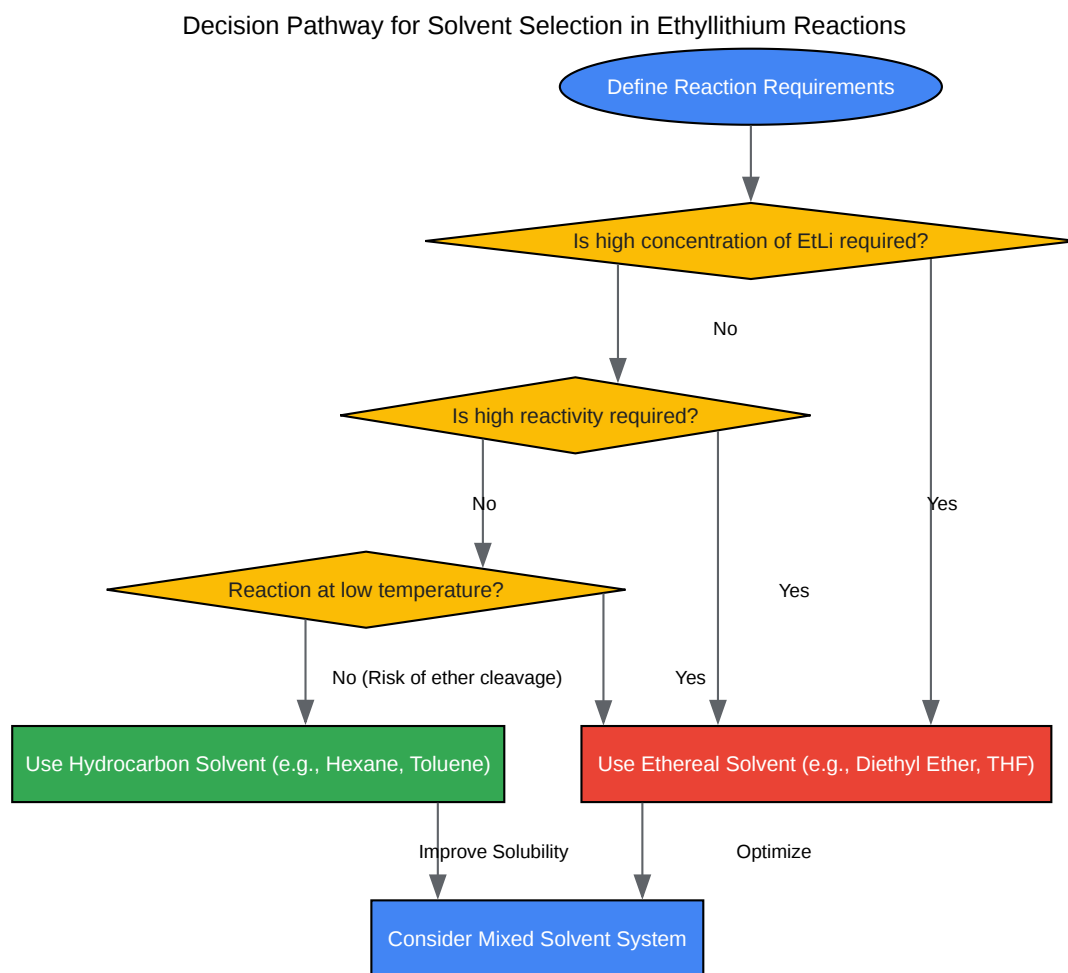 Decision Pathway for Solvent Selection in Ethyllithium Reactions
Define Reaction Requirements
Is high concentration of EtLi required?
No
Is high reactivity required?
No
Yes
Reaction at low temperature?
Yes
No (Risk of ether cleavage)
Yes
Use Hydrocarbon Solvent (e.g., Hexane, Toluene)
Use Ethereal Solvent (e.g., Diethyl Ether, THF)
Improve Solubility
Optimize
Consider Mixed Solvent System